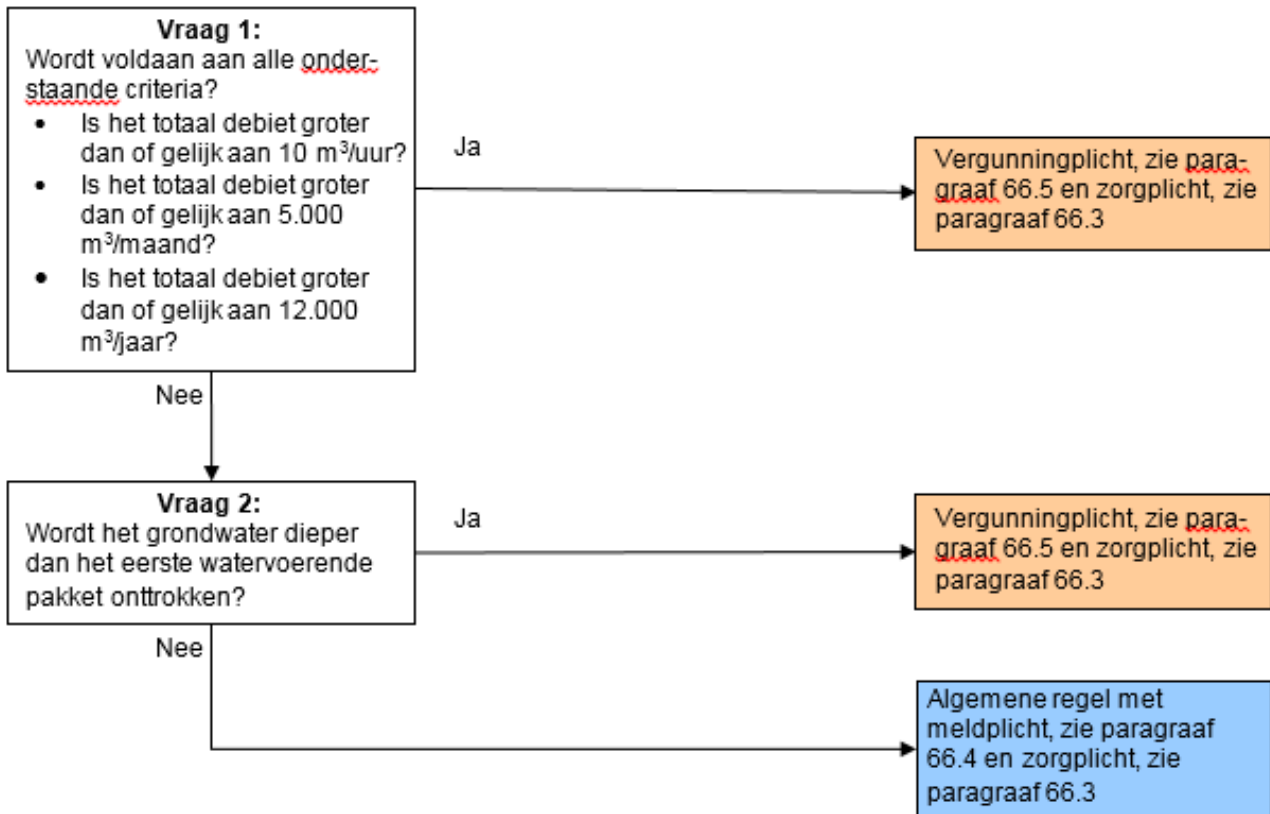 Vraag 1:
Wordt voldaan aan alle onder-
staande criteria?
• Is het totaal debiet groter
dan of gelijk aan 10 m³/uur?
• Is het totaal debiet groter
dan of gelijk aan 5.000
m³/maand?
• Is het totaal debiet groter
dan of gelijk aan 12.000
m³/jaar?
Ja
Vergunningplicht, zie para-
graaf 66.5 en zorgplicht, zie
paragraaf 66.3
Nee
Vraag 2:
Wordt het grondwater dieper
dan het eerste watervoerende
pakket onttrokken?
Ja
Vergunningplicht, zie para-
graaf 66.5 en zorgplicht, zie
paragraaf 66.3
Nee
Algemene regel met
meldplicht, zie paragraaf
66.4 en zorgplicht, zie
paragraaf 66.3